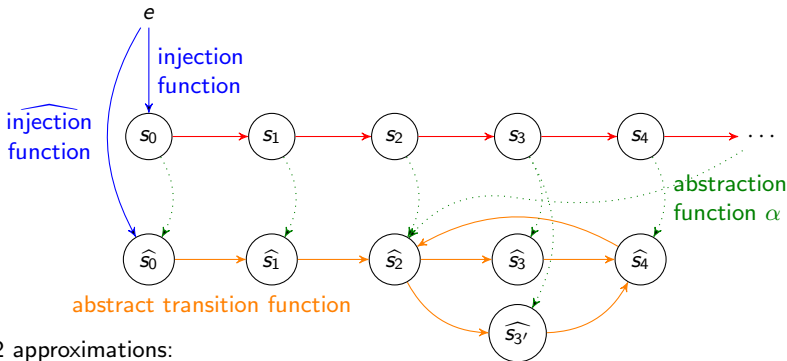 e
injection
function
injection
function
s0 s1 s2 s3 s4 ···
abstraction
function α
ŝ0 ŝ1 ŝ2 ŝ3 ŝ4
abstract transition function
ŝ3′
2 approximations: